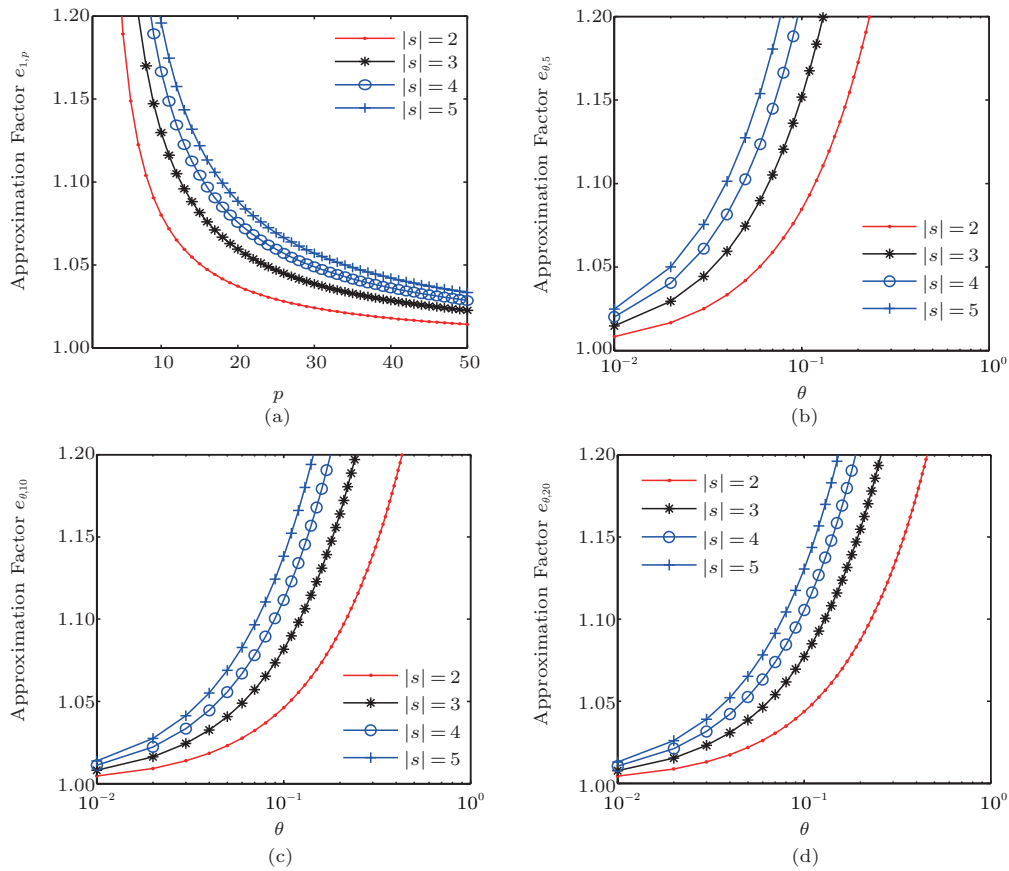 Approximation Factor e1,p
1.20
1.15
1.10
1.05
1.00
10
20
30
40
50
p
(a)
|s|=2
|s|=3
|s|=4
|s|=5
Approximation Factor eθ,5
1.20
1.15
1.10
1.05
1.00
10−2
10−1
100
θ
(b)
|s|=2
|s|=3
|s|=4
|s|=5
Approximation Factor eθ,10
1.20
1.15
1.10
1.05
1.00
10−2
10−1
100
θ
(c)
|s|=2
|s|=3
|s|=4
|s|=5
Approximation Factor eθ,20
1.20
1.15
1.10
1.05
1.00
10−2
10−1
100
θ
(d)
|s|=2
|s|=3
|s|=4
|s|=5